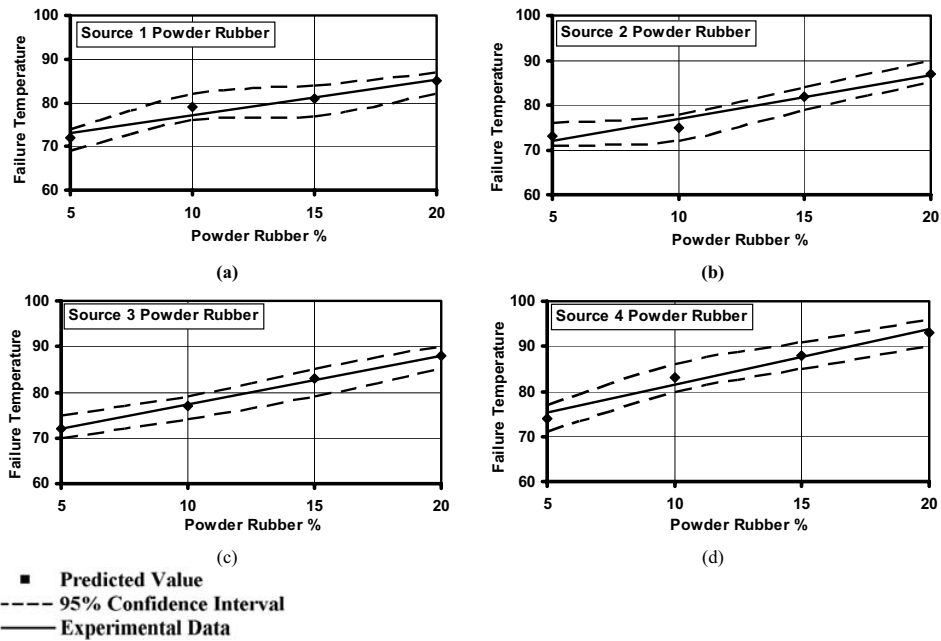 Source 1 Powder Rubber
Failure Temperature
100
90
80
70
60
5 10 15 20
Powder Rubber %
(a)
Source 2 Powder Rubber
Failure Temperature
100
90
80
70
60
5 10 15 20
Powder Rubber %
(b)
Source 3 Powder Rubber
Failure Temperature
100
90
80
70
60
5 10 15 20
Powder Rubber %
(c)
Source 4 Powder Rubber
Failure Temperature
100
90
80
70
60
5 10 15 20
Powder Rubber %
(d)
Predicted Value
95% Confidence Interval
Experimental Data